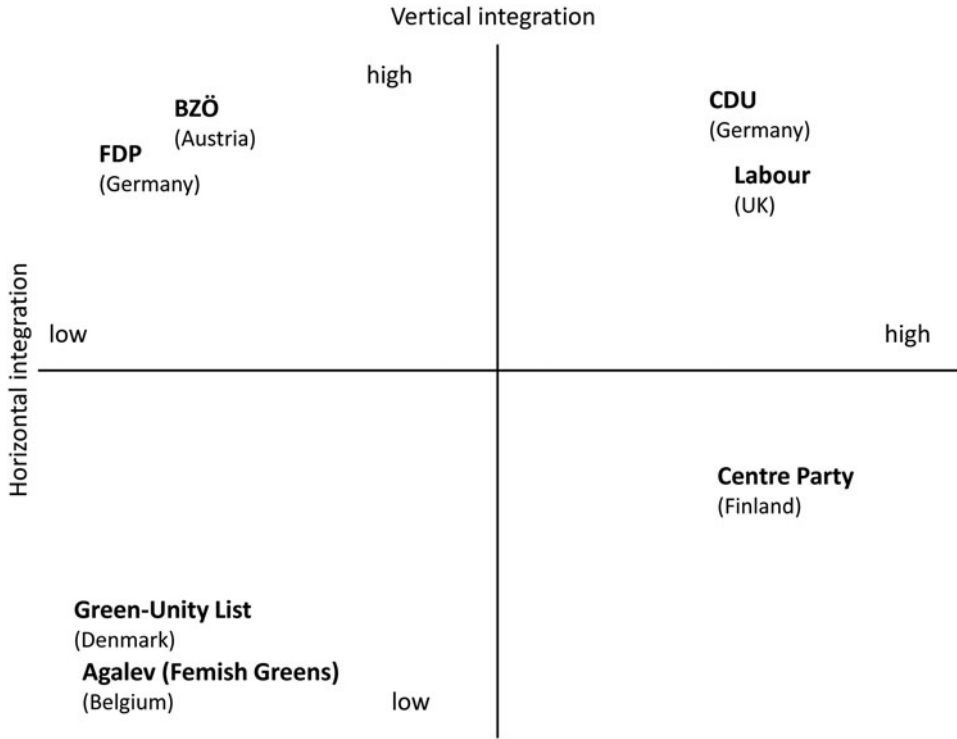 Vertical integration
high
BZÖ
(Austria)
CDU
(Germany)
FDP
(Germany)
Labour
(UK)
Horizontal integration
low
high
Centre Party
(Finland)
Green-Unity List
(Denmark)
Agalev (Femish Greens)
(Belgium)
low